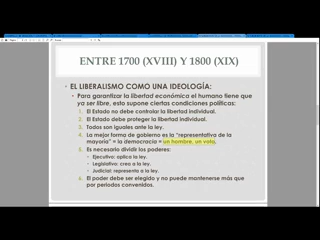 ENTRE 1700 (XVIII) Y 1800 (XIX)
• EL LIBERALISMO COMO UNA IDEOLOGÍA:
• Para garantizar la libertad económica el humano tiene que
ya ser libre, esto supone ciertas condiciones políticas:
1. El Estado no debe controlar la libertad individual.
2. El Estado debe proteger la libertad individual.
3. Todos son iguales ante la ley.
4. La mejor forma de gobierno es la "representativa de la
mayoría" = la democracia = un hombre, un voto.
5. Es necesario dividir los poderes:
• Ejecutivo: aplica la ley.
• Legislativo: crea a la ley.
• Judicial: representa a la ley.
6. El poder debe ser elegido y no puede mantenerse más que
por periodos convenidos.